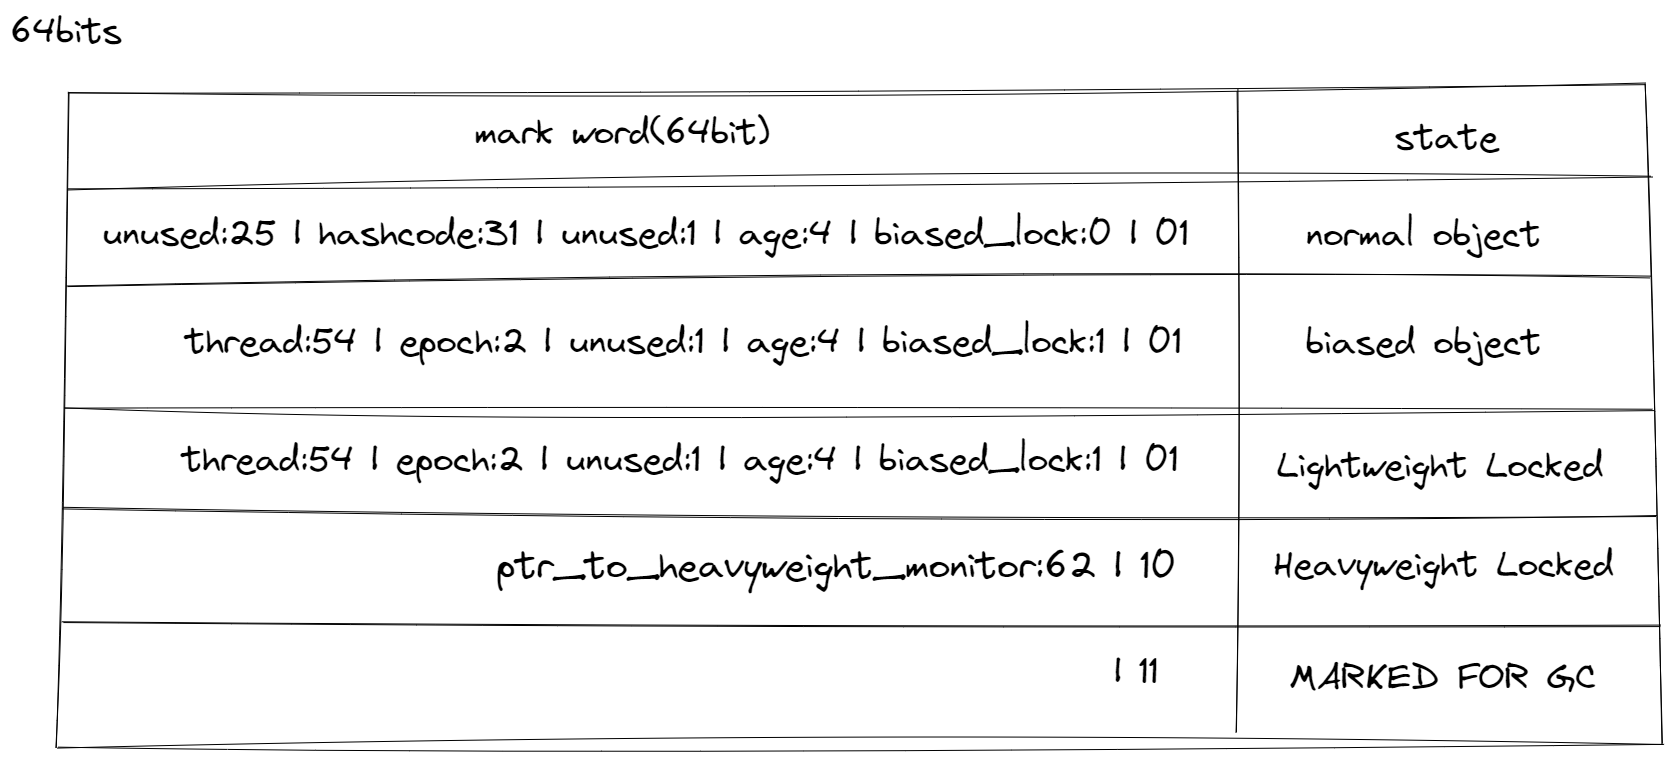 64bits
mark word(64bit) state
unused:25 | hashcode:31 | unused:1 | age:4 | biased_lock:0 | 01 normal object
thread:54 | epoch:2 | unused:1 | age:4 | biased_lock:1 | 01 biased object
thread:54 | epoch:2 | unused:1 | age:4 | biased_lock:1 | 01 Lightweight Locked
ptr_to_heavyweight_monitor:62 | 10 Heavyweight Locked
| 11 MARKED FOR GC